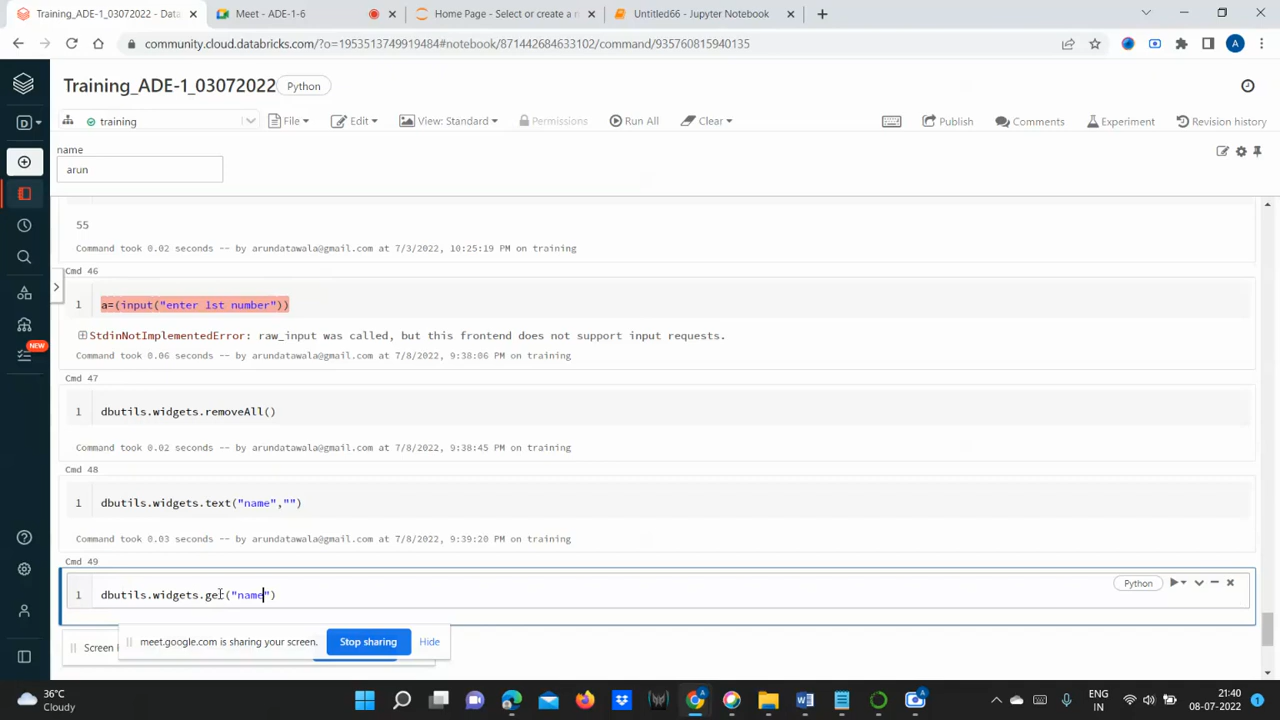 Training_ADE-1_03072022 - Data
Meet - ADE-1-6
Home Page - Select or create a n
Untitled66 - Jupyter Notebook
community.cloud.databricks.com/?o=1953513749919484#notebook/871442684633102/command/935760815940135
A
Training_ADE-1_03072022
Python
D
training
File
Edit
View: Standard
Permissions
Run All
Clear
Publish
Comments
Experiment
Revision history
name
arun
55
Command took 0.02 seconds -- by arundatawala@gmail.com at 7/3/2022, 10:25:19 PM on training
Cmd 46
1 a=(input("enter 1st number"))
StdinNotImplementedError: raw_input was called, but this frontend does not support input requests.
Command took 0.06 seconds -- by arundatawala@gmail.com at 7/8/2022, 9:38:06 PM on training
NEW
Cmd 47
1 dbutils.widgets.removeAll()
Command took 0.02 seconds -- by arundatawala@gmail.com at 7/8/2022, 9:38:45 PM on training
Cmd 48
1 dbutils.widgets.text("name","")
Command took 0.03 seconds -- by arundatawala@gmail.com at 7/8/2022, 9:39:20 PM on training
Cmd 49
Python
1 dbutils.widgets.get("name")
meet.google.com is sharing your screen.
Stop sharing
Hide
Screen
36°C
Cloudy
ENG
IN
21:40
08-07-2022
1